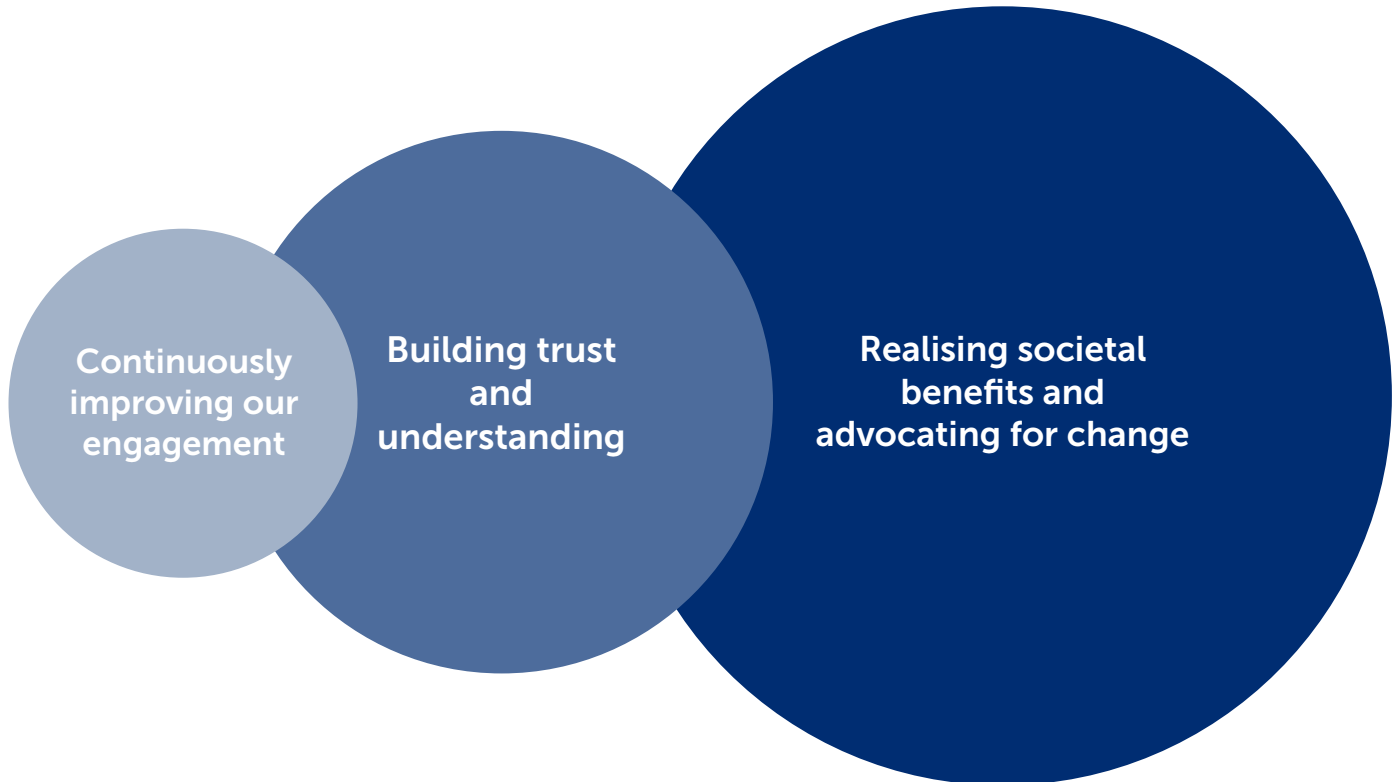 Continuously
improving our
engagement
Building trust
and
understanding
Realising societal
benefits and
advocating for change